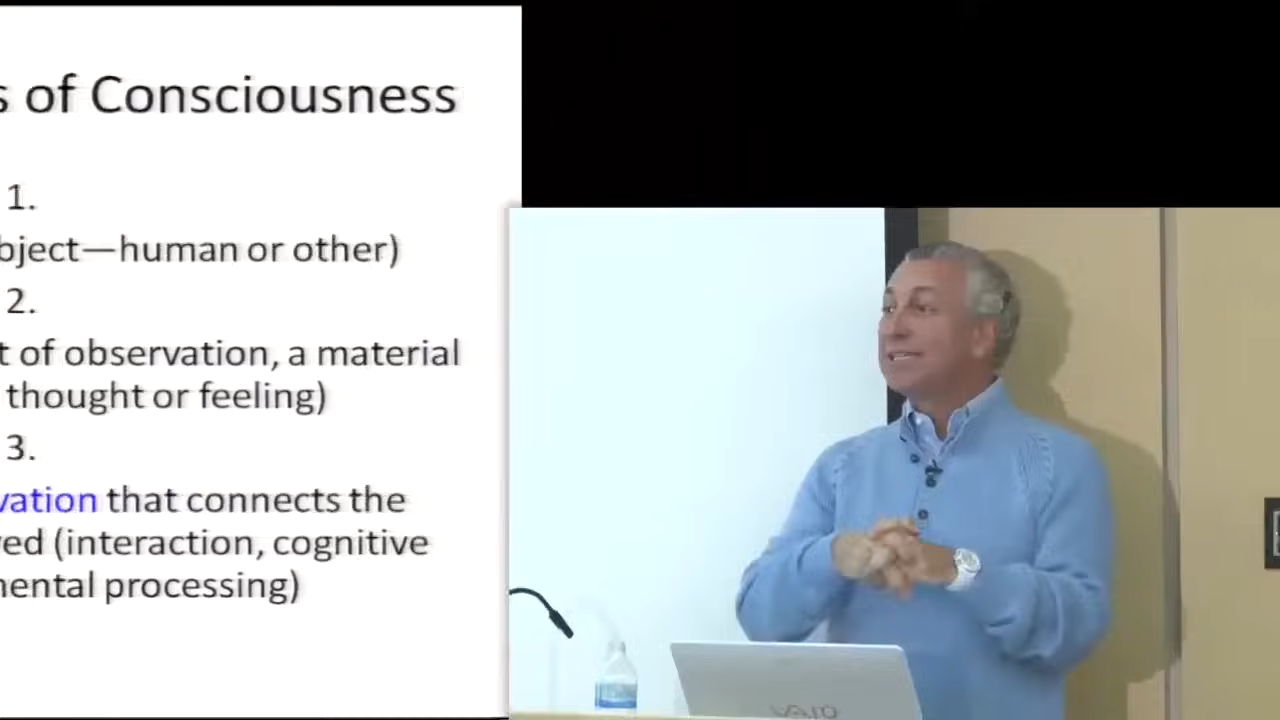 s of Consciousness
1.
bject—human or other)
2.
t of observation, a material
thought or feeling)
3.
vation that connects the
ved (interaction, cognitive
mental processing)
VAIO